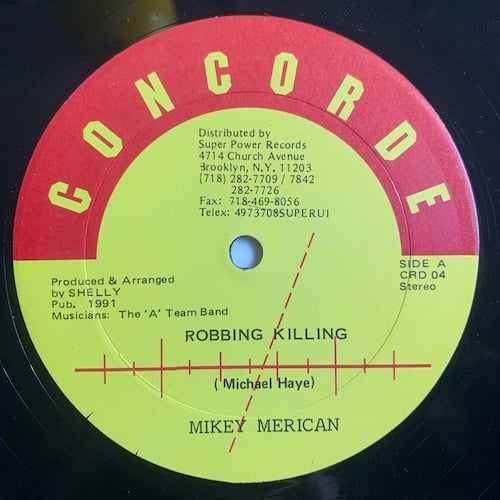 CONCORDE
Distributed by
Super Power Records
4714 Church Avenue
Brooklyn, N.Y. 11203
(718) 282-7709 / 7842
282-7726
Fax: 718-469-8056
Telex: 4973708SUPERUI
SIDE A
CRD 04
Stereo
Produced & Arranged
by SHELLY
Pub. 1991
Musicians: The 'A' Team Band
ROBBING KILLING
(Michael Haye)
MIKEY MERICAN